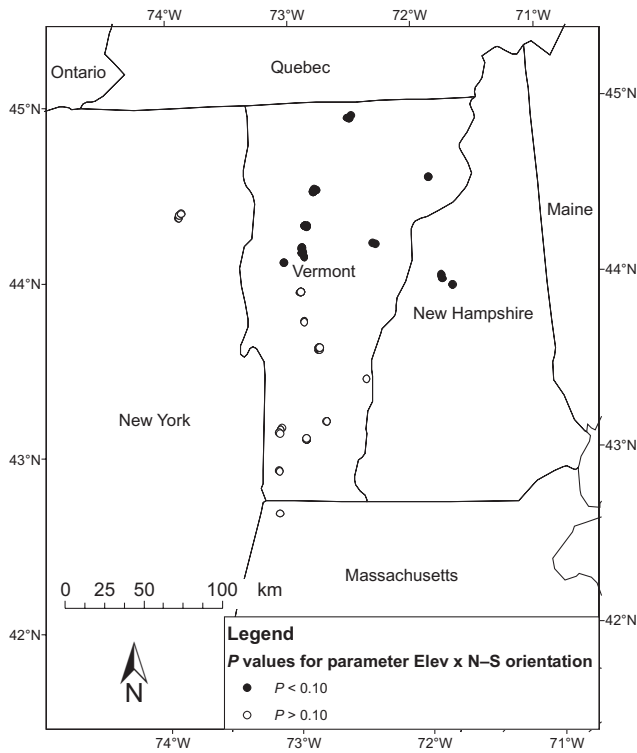 74°W 73°W 72°W 71°W
Ontario
Quebec
45°N 45°N
Maine
Vermont
44°N 44°N
New Hampshire
New York
43°N 43°N
Massachusetts
0 25 50 100 km
42°N 42°N
Legend
P values for parameter Elev x N–S orientation
P < 0.10
P > 0.10
N
74°W 73°W 72°W 71°W